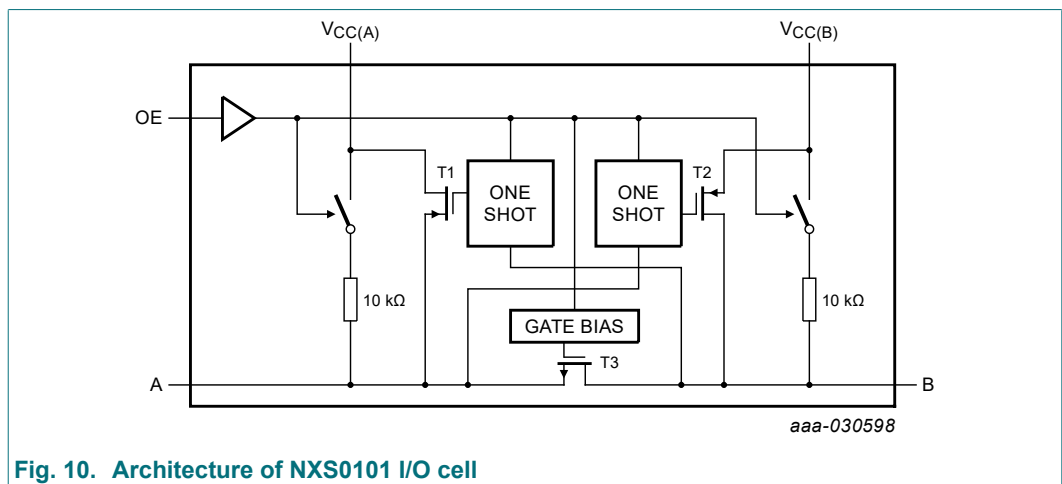 VCC(A)
VCC(B)
OE
T1
ONE
SHOT
ONE
SHOT
T2
10 kΩ
10 kΩ
GATE BIAS
T3
A
B
aaa-030598
Fig. 10. Architecture of NXS0101 I/O cell